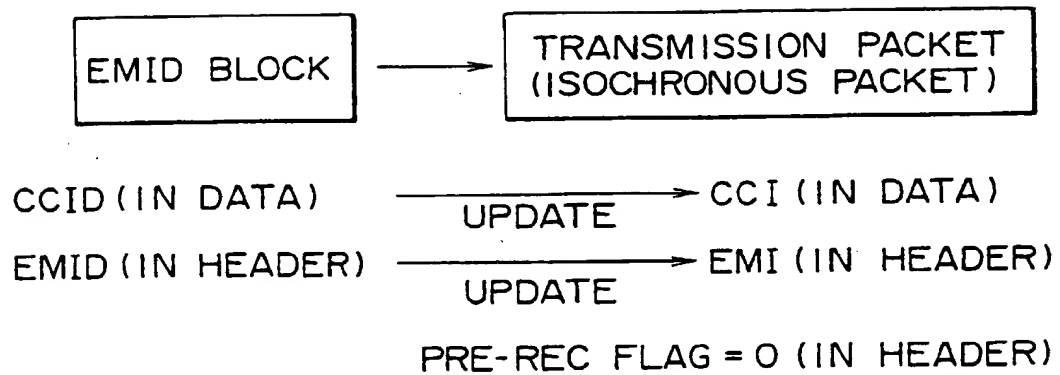 EMID BLOCK
TRANSMISSION PACKET
(ISOCHRONOUS PACKET)
CCID (IN DATA)
UPDATE
CCI (IN DATA)
EMID (IN HEADER)
UPDATE
EMI (IN HEADER)
PRE-REC FLAG = 0 (IN HEADER)